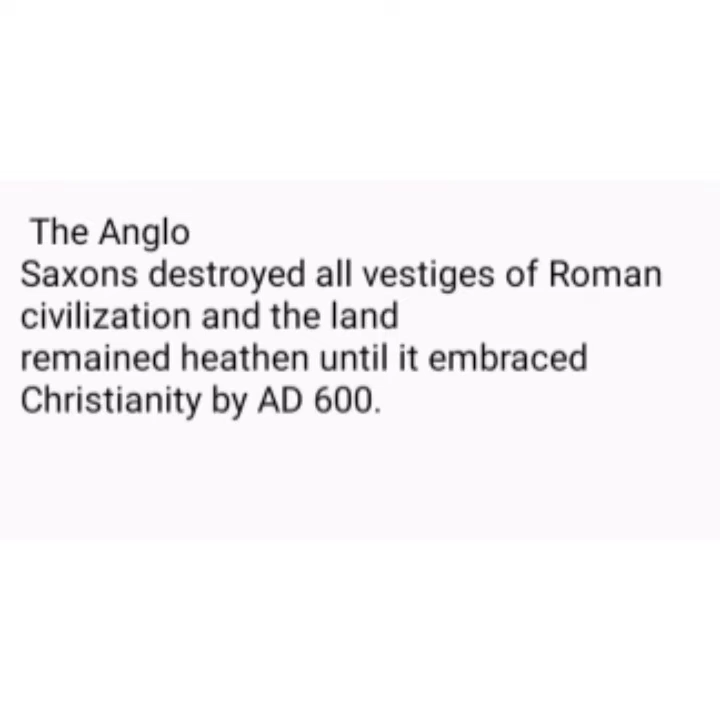 The Anglo
Saxons destroyed all vestiges of Roman
civilization and the land
remained heathen until it embraced
Christianity by AD 600.